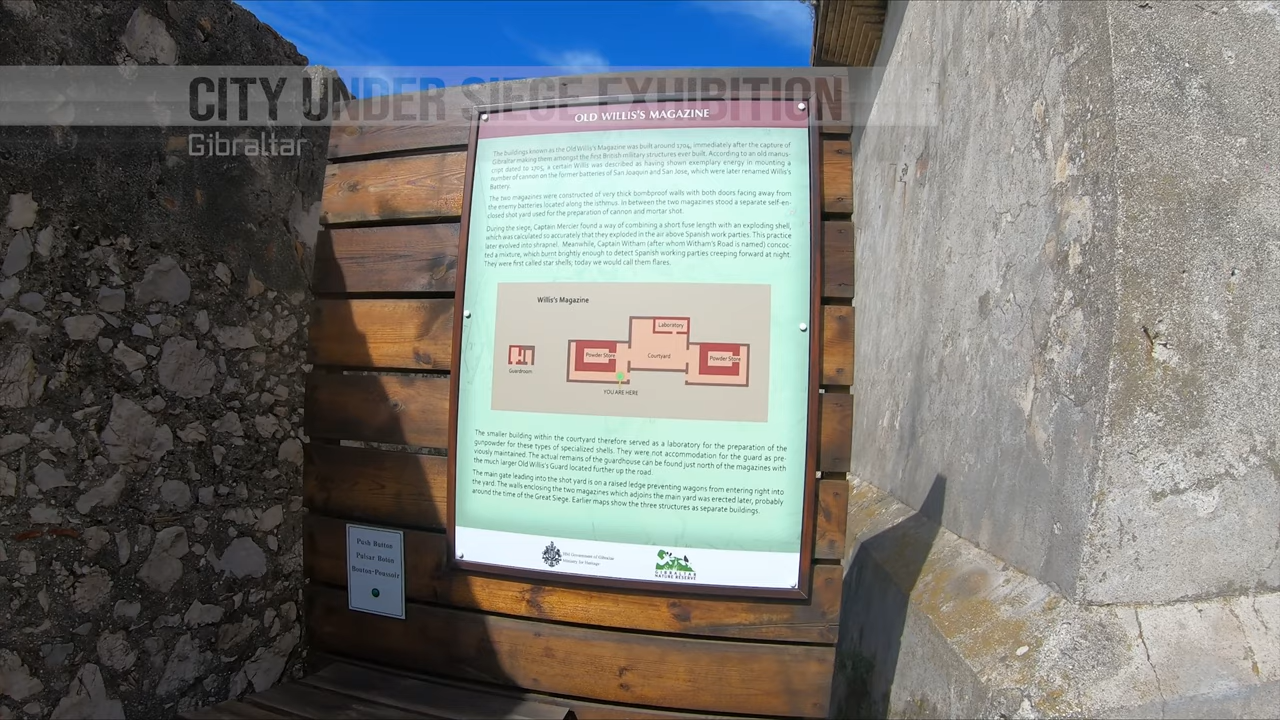 CITY UNDER SIEGE EXHIBITION
Gibraltar
OLD WILLIS'S MAGAZINE
The buildings known as the Old Willis's Magazine was built around 1704, immediately after the capture of
Gibraltar making them amongst the first British military structures ever built. According to an old manus-
cript dated to 1705, a certain Willis was described as having shown exemplary energy in mounting a
number of cannon on the former batteries of San Joaquin and San Jose, which were later renamed Willis's
Battery.
The two magazines were constructed of very thick bombproof walls with both doors facing away from
the enemy batteries located along the isthmus. In between the two magazines stood a separate self-en-
closed shot yard used for the preparation of cannon and mortar shot.
During the siege, Captain Mercier found a way of combining a short fuse length with an exploding shell,
which was calculated so accurately that they exploded in the air above Spanish work parties. This practice
later evolved into shrapnel. Meanwhile, Captain Witham (after whom Witham's Road is named) concoc-
ted a mixture, which burnt brightly enough to detect Spanish working parties creeping forward at night.
They were first called star shells, today we would call them flares.
Willis's Magazine
Laboratory
Powder Store
Courtyard
Powder Store
Guardroom
YOU ARE HERE
The smaller building within the courtyard therefore served as a laboratory for the preparation of the
gunpowder for these types of specialized shells. They were not accommodation for the guard as pre-
viously maintained. The actual remains of the guardhouse can be found just north of the magazines with
the much larger Old Willis's Guard located further up the road.
The main gate leading into the shot yard is on a raised ledge preventing wagons from entering right into
the yard. The walls enclosing the two magazines which adjoins the main yard was erected later, probably
around the time of the Great Siege. Earlier maps show the three structures as separate buildings.
HM Government of Gibraltar
Ministry for Heritage
GIBRALTAR
NATURE RESERVE
Push Button
Pulsar Botón
Boutoz-Poussoir